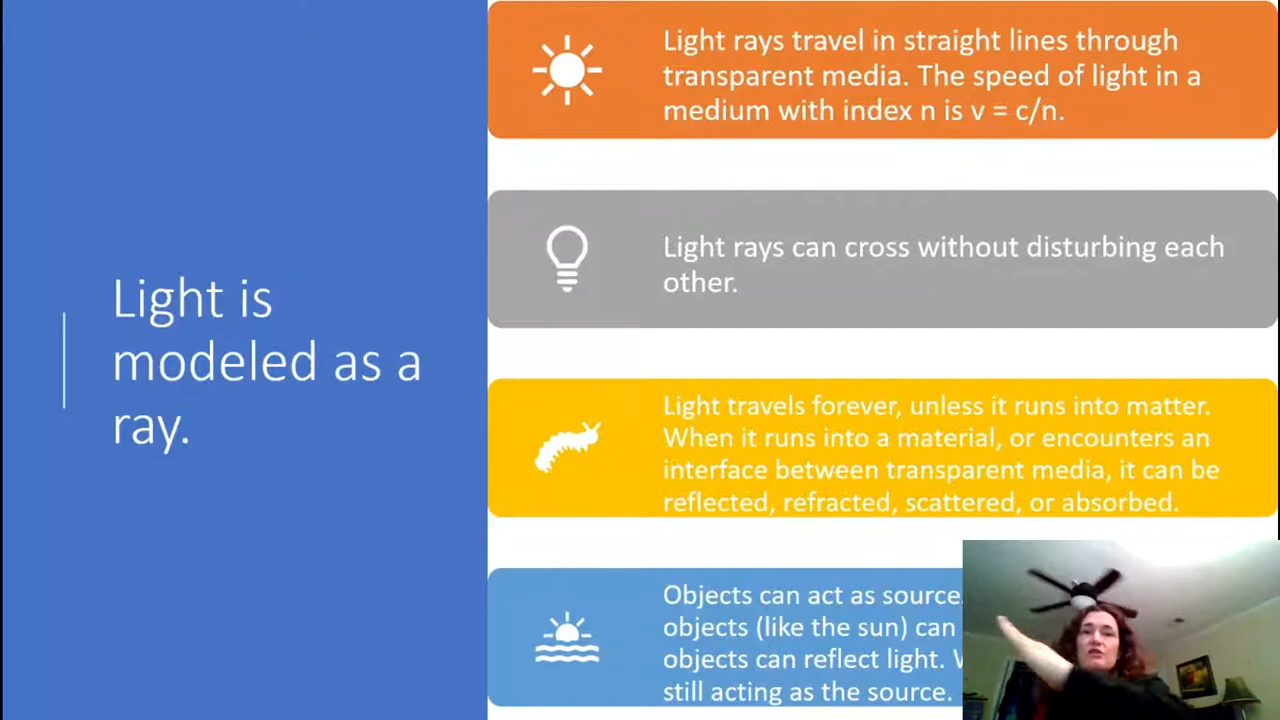 Light is
modeled as a
ray.
Light rays travel in straight lines through
transparent media. The speed of light in a
medium with index n is v = c/n.
Light rays can cross without disturbing each
other.
Light travels forever, unless it runs into matter.
When it runs into a material, or encounters an
interface between transparent media, it can be
reflected, refracted, scattered, or absorbed.
Objects can act as source
objects (like the sun) can
objects can reflect light.
still acting as the source.